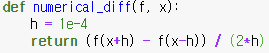 def numerical_diff(f, x):
    h = 1e-4
    return (f(x+h) - f(x-h)) / (2*h)